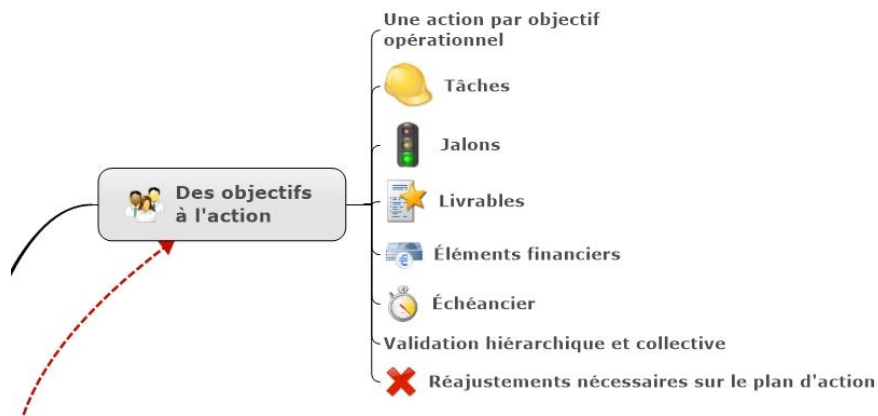 Une action par objectif
opérationnel
Tâches
Jalons
Des objectifs
à l'action
Livrables
Éléments financiers
Échéancier
Validation hiérarchique et collective
Réajustements nécessaires sur le plan d'action